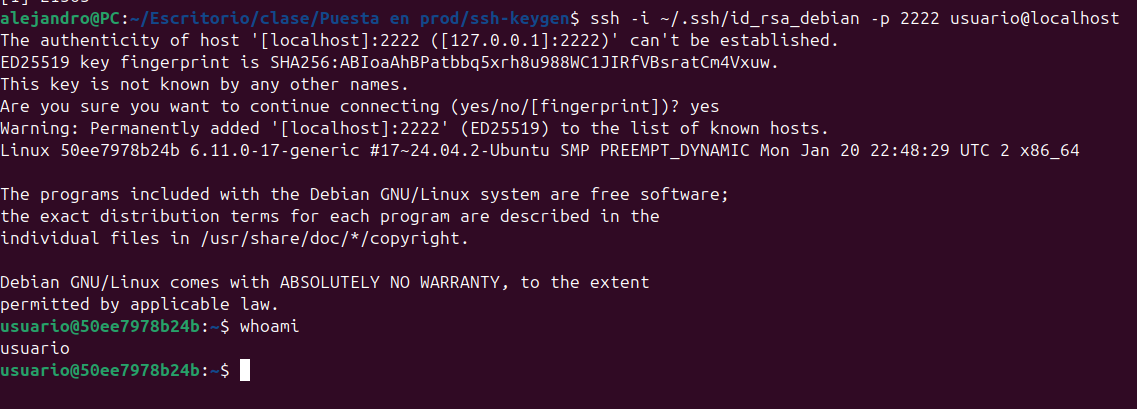 alejandro@PC:~/Escritorio/clase/Puesta en prod/ssh-keygen$ ssh -i ~/.ssh/id_rsa_debian -p 2222 usuario@localhost
The authenticity of host '[localhost]:2222 ([127.0.0.1]:2222)' can't be established.
ED25519 key fingerprint is SHA256:ABIoaAhBPatbbq5xrh8u988WC1JIRfVBsratCm4Vxuw.
This key is not known by any other names.
Are you sure you want to continue connecting (yes/no/[fingerprint])? yes
Warning: Permanently added '[localhost]:2222' (ED25519) to the list of known hosts.
Linux 50ee7978b24b 6.11.0-17-generic #17~24.04.2-Ubuntu SMP PREEMPT_DYNAMIC Mon Jan 20 22:48:29 UTC 2 x86_64

The programs included with the Debian GNU/Linux system are free software;
the exact distribution terms for each program are described in the
individual files in /usr/share/doc/*/copyright.

Debian GNU/Linux comes with ABSOLUTELY NO WARRANTY, to the extent
permitted by applicable law.
usuario@50ee7978b24b:~$ whoami
usuario
usuario@50ee7978b24b:~$